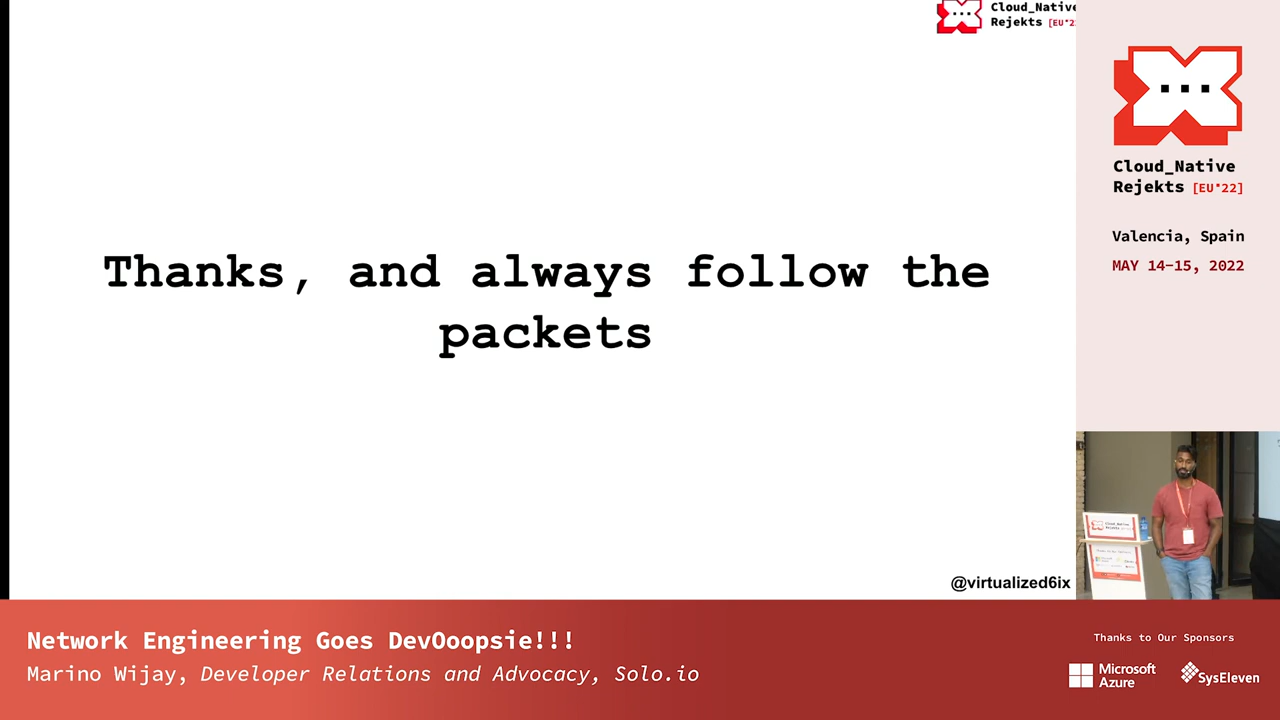 Cloud_Native
Rejekts [EU'2
Thanks, and always follow the
packets
@virtualized6ix
Cloud_Native
Rejekts [EU'22]
Valencia, Spain
MAY 14-15, 2022
Network Engineering Goes DevOoopsie!!!
Marino Wijay, Developer Relations and Advocacy, Solo.io
Thanks to Our Sponsors
Microsoft
Azure
SysEleven